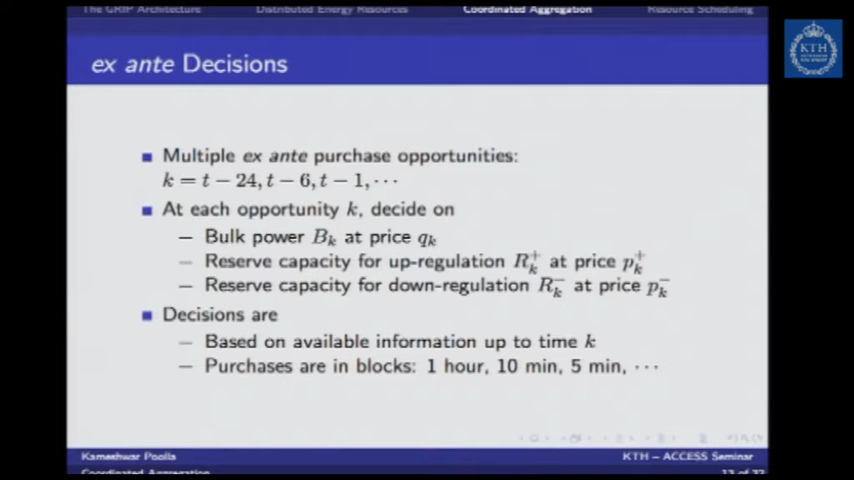 The GRIP Architecture Distributed Energy Resources Coordinated Aggregation Resource Scheduling
KTH
ex ante Decisions
Multiple ex ante purchase opportunities:
k = t − 24, t − 6, t − 1, ···
At each opportunity k, decide on
– Bulk power B_k at price q_k
– Reserve capacity for up-regulation R_k^+ at price p_k^+
– Reserve capacity for down-regulation R_k^- at price p_k^-
Decisions are
– Based on available information up to time k
– Purchases are in blocks: 1 hour, 10 min, 5 min, ···
Kameshwar Poolla KTH – ACCESS Seminar
Coordinated Aggregation 13 of 32